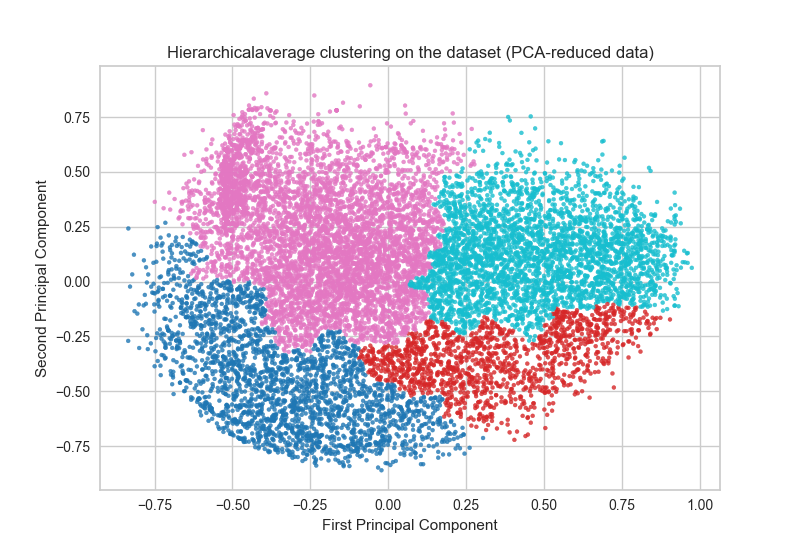 Hierarchicalaverage clustering on the dataset (PCA-reduced data)
0.75
0.50
0.25
0.00
−0.25
−0.50
−0.75
Second Principal Component
−0.75 −0.50 −0.25 0.00 0.25 0.50 0.75 1.00
First Principal Component